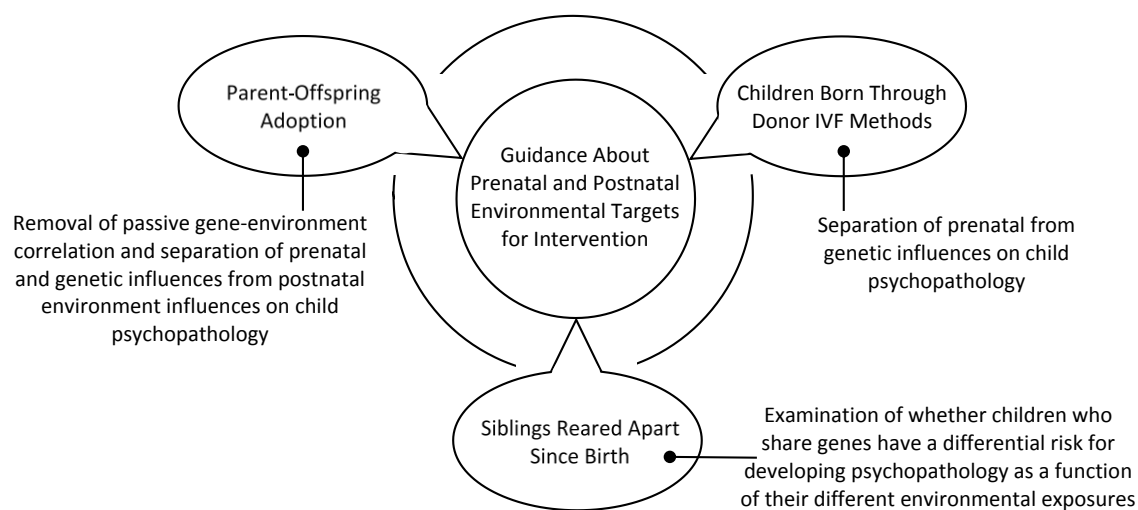 Parent-Offspring
Adoption
Children Born Through
Donor IVF Methods
Guidance About
Prenatal and Postnatal
Environmental Targets
for Intervention
Removal of passive gene-environment
correlation and separation of prenatal
and genetic influences from postnatal
environment influences on child
psychopathology
Separation of prenatal from
genetic influences on child
psychopathology
Siblings Reared Apart
Since Birth
Examination of whether children who
share genes have a differential risk for
developing psychopathology as a function
of their different environmental exposures